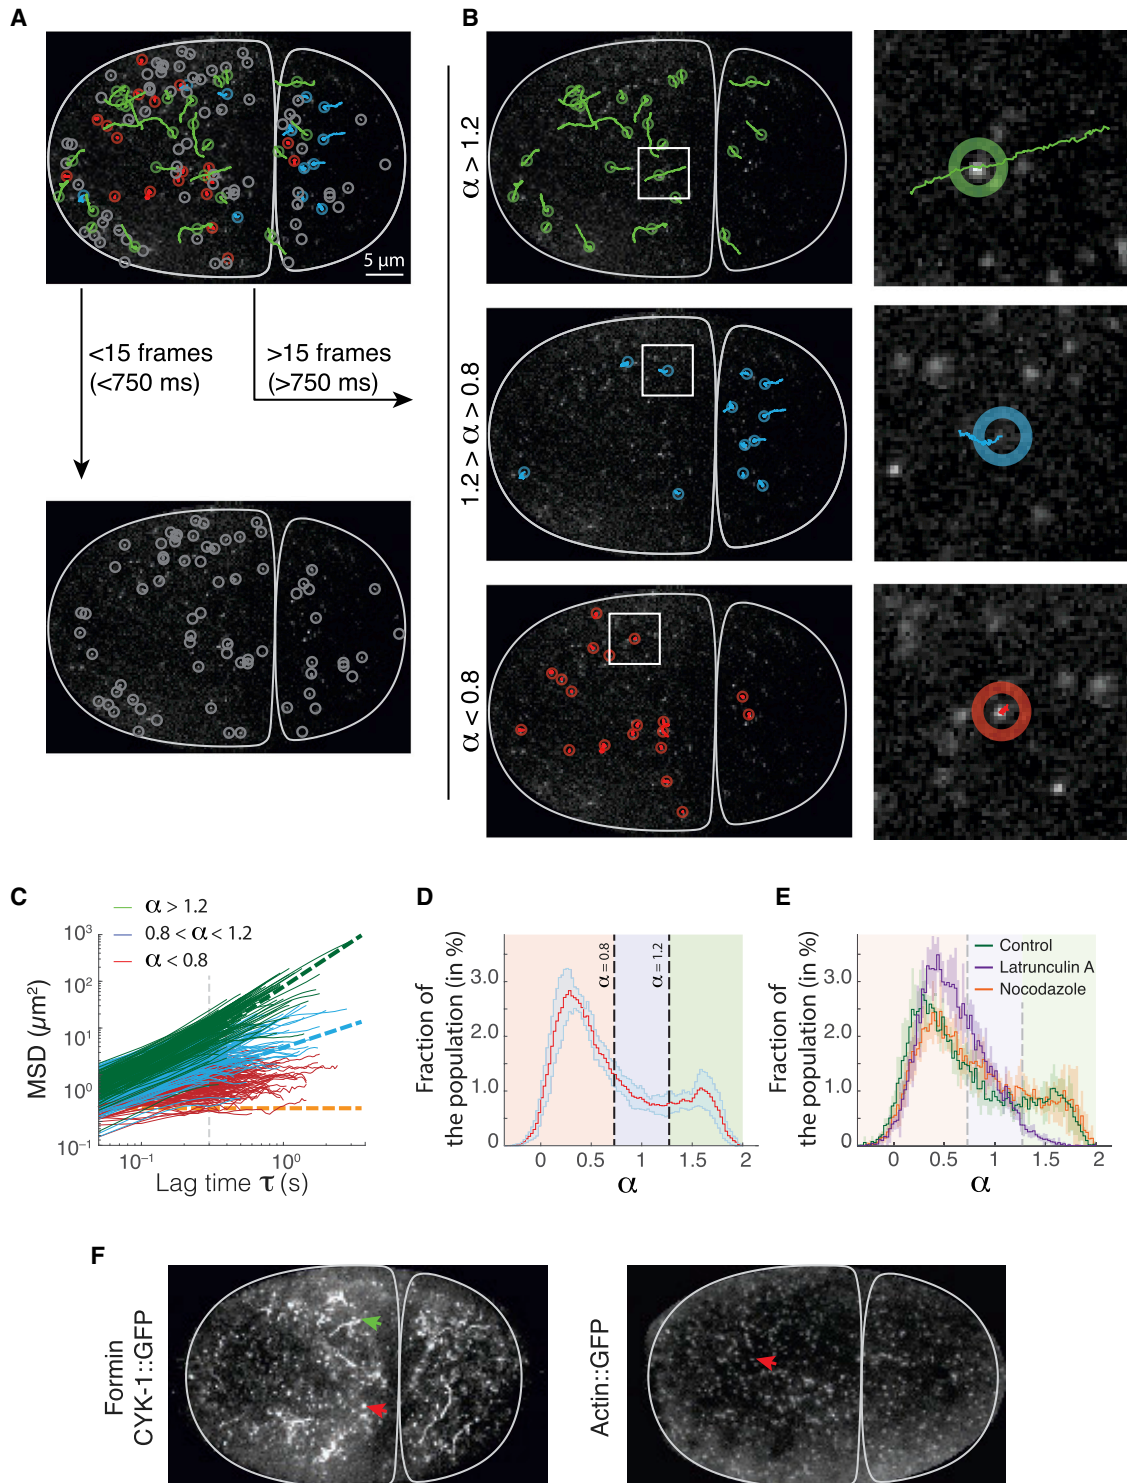 A
5 µm
<15 frames
(<750 ms)
>15 frames
(>750 ms)
B
α > 1.2
1.2 > α > 0.8
α < 0.8
C
α > 1.2
0.8 < α < 1.2
α < 0.8
MSD (µm²)
10³
10²
10¹
10⁰
10⁻¹
10⁻¹
10⁰
Lag time τ (s)
D
Fraction of
the population (in %)
3.0
2.0
1.0
0
α = 0.8
α = 1.2
0
0.5
1
1.5
2
α
E
Fraction of
the population (in %)
3.0
2.0
1.0
0
Control
Latrunculin A
Nocodazole
0
0.5
1
1.5
2
α
F
Formin
CYK-1::GFP
Actin::GFP